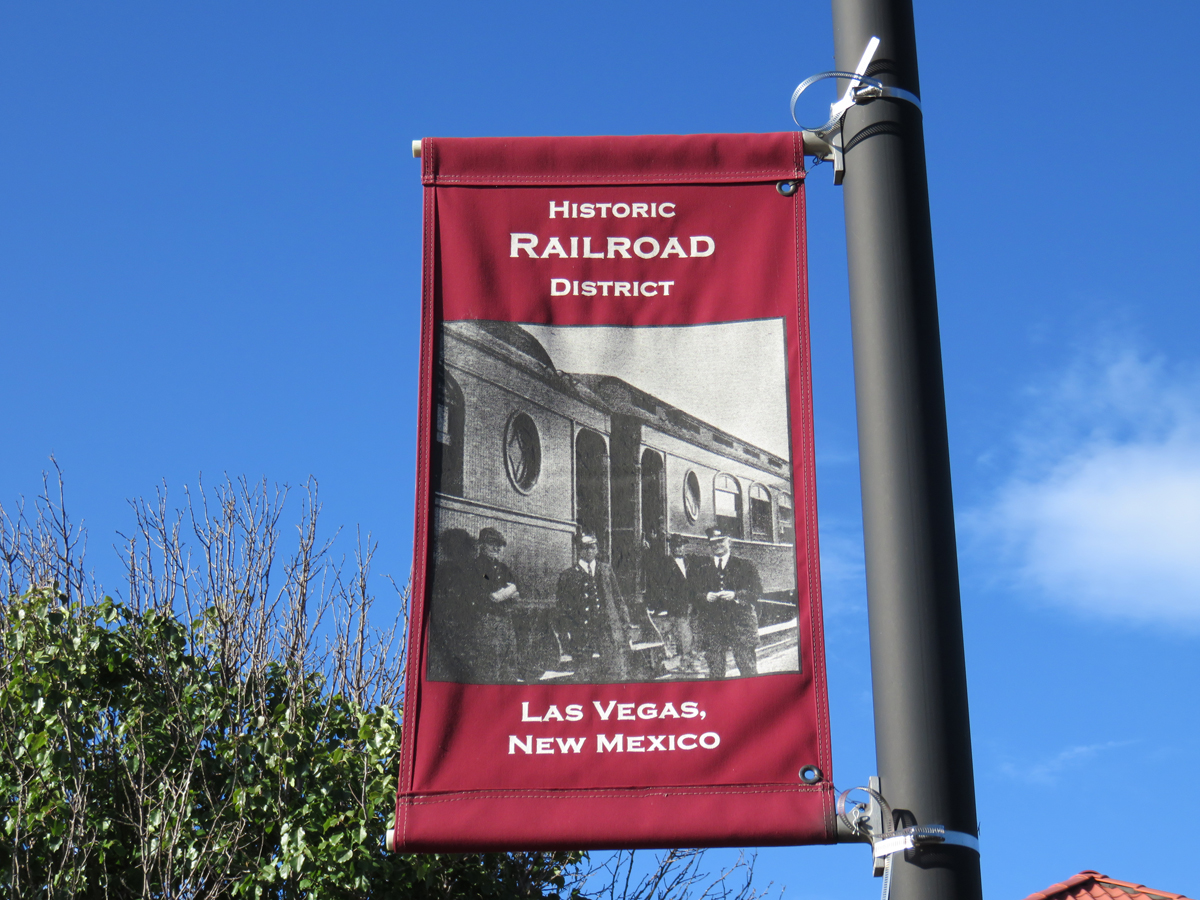 Historic
Railroad
District
Las Vegas,
New Mexico